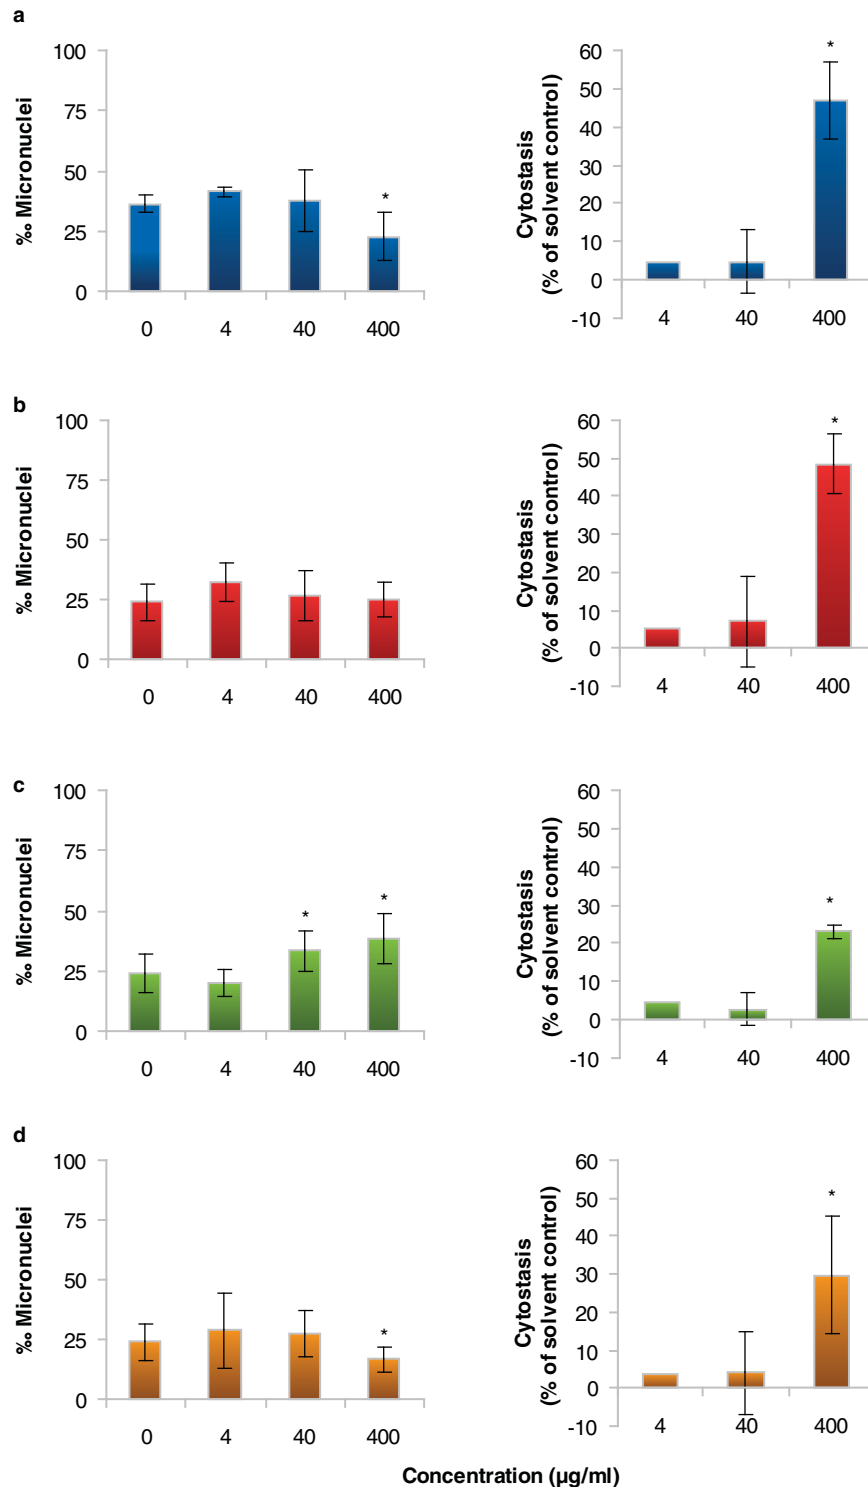 a
‰ Micronuclei
100
75
50
25
0
*
0 4 40 400
Cytostasis
(% of solvent control)
60
50
40
30
20
10
0
-10
*
4 40 400
b
‰ Micronuclei
100
75
50
25
0
0 4 40 400
Cytostasis
(% of solvent control)
60
50
40
30
20
10
0
-10
*
4 40 400
c
‰ Micronuclei
100
75
50
25
0
* *
0 4 40 400
Cytostasis
(% of solvent control)
60
50
40
30
20
10
0
-10
*
4 40 400
d
‰ Micronuclei
100
75
50
25
0
*
0 4 40 400
Cytostasis
(% of solvent control)
60
50
40
30
20
10
0
-10
*
4 40 400
Concentration (µg/ml)